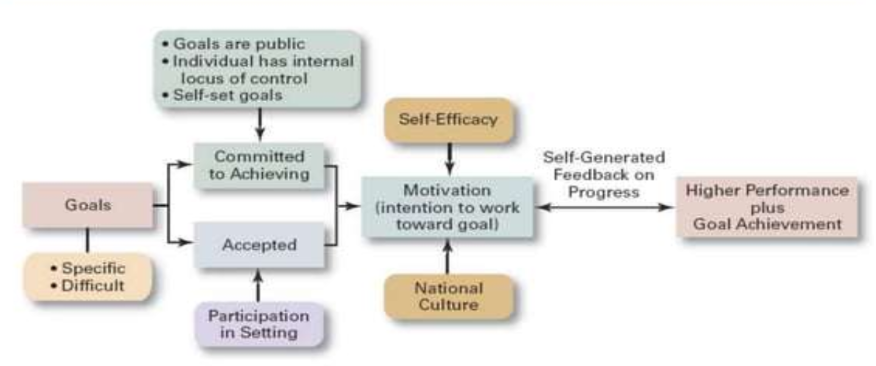 • Goals are public
• Individual has internal
locus of control
• Self-set goals
Self-Efficacy
Committed
to Achieving
Self-Generated
Feedback on
Progress
Goals
Motivation
(intention to work
toward goal)
Higher Performance
plus
Goal Achievement
Accepted
• Specific
• Difficult
National
Culture
Participation
in Setting